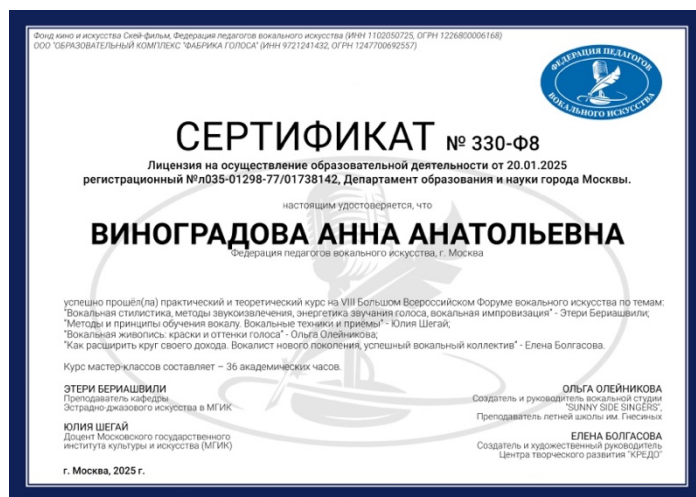 Фонд кино и искусства Скей-фильм, Федерация педагогов вокального искусства (ИНН 1102050725, ОГРН 1226800006168)
ООО "ОБРАЗОВАТЕЛЬНЫЙ КОМПЛЕКС "ФАБРИКА ГОЛОСА" (ИНН 9721241432, ОГРН 1247700692557)
ФЕДЕРАЦИЯ ПЕДАГОГОВ
ВОКАЛЬНОГО ИСКУССТВА
СЕРТИФИКАТ № 330-Ф8
Лицензия на осуществление образовательной деятельности от 20.01.2025
регистрационный №л035-01298-77/01738142, Департамент образования и науки города Москвы.
настоящим удостоверяется, что
ВИНОГРАДОВА АННА АНАТОЛЬЕВНА
Федерация педагогов вокального искусства, г. Москва
успешно прошёл(ла) практический и теоретический курс на VIII Большом Всероссийском Форуме вокального искусства по темам:
"Вокальная стилистика, методы звукоизвлечения, энергетика звучания голоса, вокальная импровизация" - Этери Бериашвили;
"Методы и принципы обучения вокалу. Вокальные техники и приёмы" - Юлия Шегай;
"Вокальная живопись: краски и оттенки голоса" - Ольга Олейникова;
"Как расширить круг своего дохода. Вокалист нового поколения, успешный вокальный коллектив" - Елена Болгасова.
Курс мастер-классов составляет – 36 академических часов.
ЭТЕРИ БЕРИАШВИЛИ
Преподаватель кафедры
Эстрадно-джазового искусства в МГИК
ЮЛИЯ ШЕГАЙ
Доцент Московского государственного
института культуры и искусства (МГИК)
ОЛЬГА ОЛЕЙНИКОВА
Создатель и руководитель вокальной студии
"SUNNY SIDE SINGERS",
Преподаватель летней школы им. Гнесиных
ЕЛЕНА БОЛГАСОВА
Создатель и художественный руководитель
Центра творческого развития "КРЕДО"
г. Москва, 2025 г.